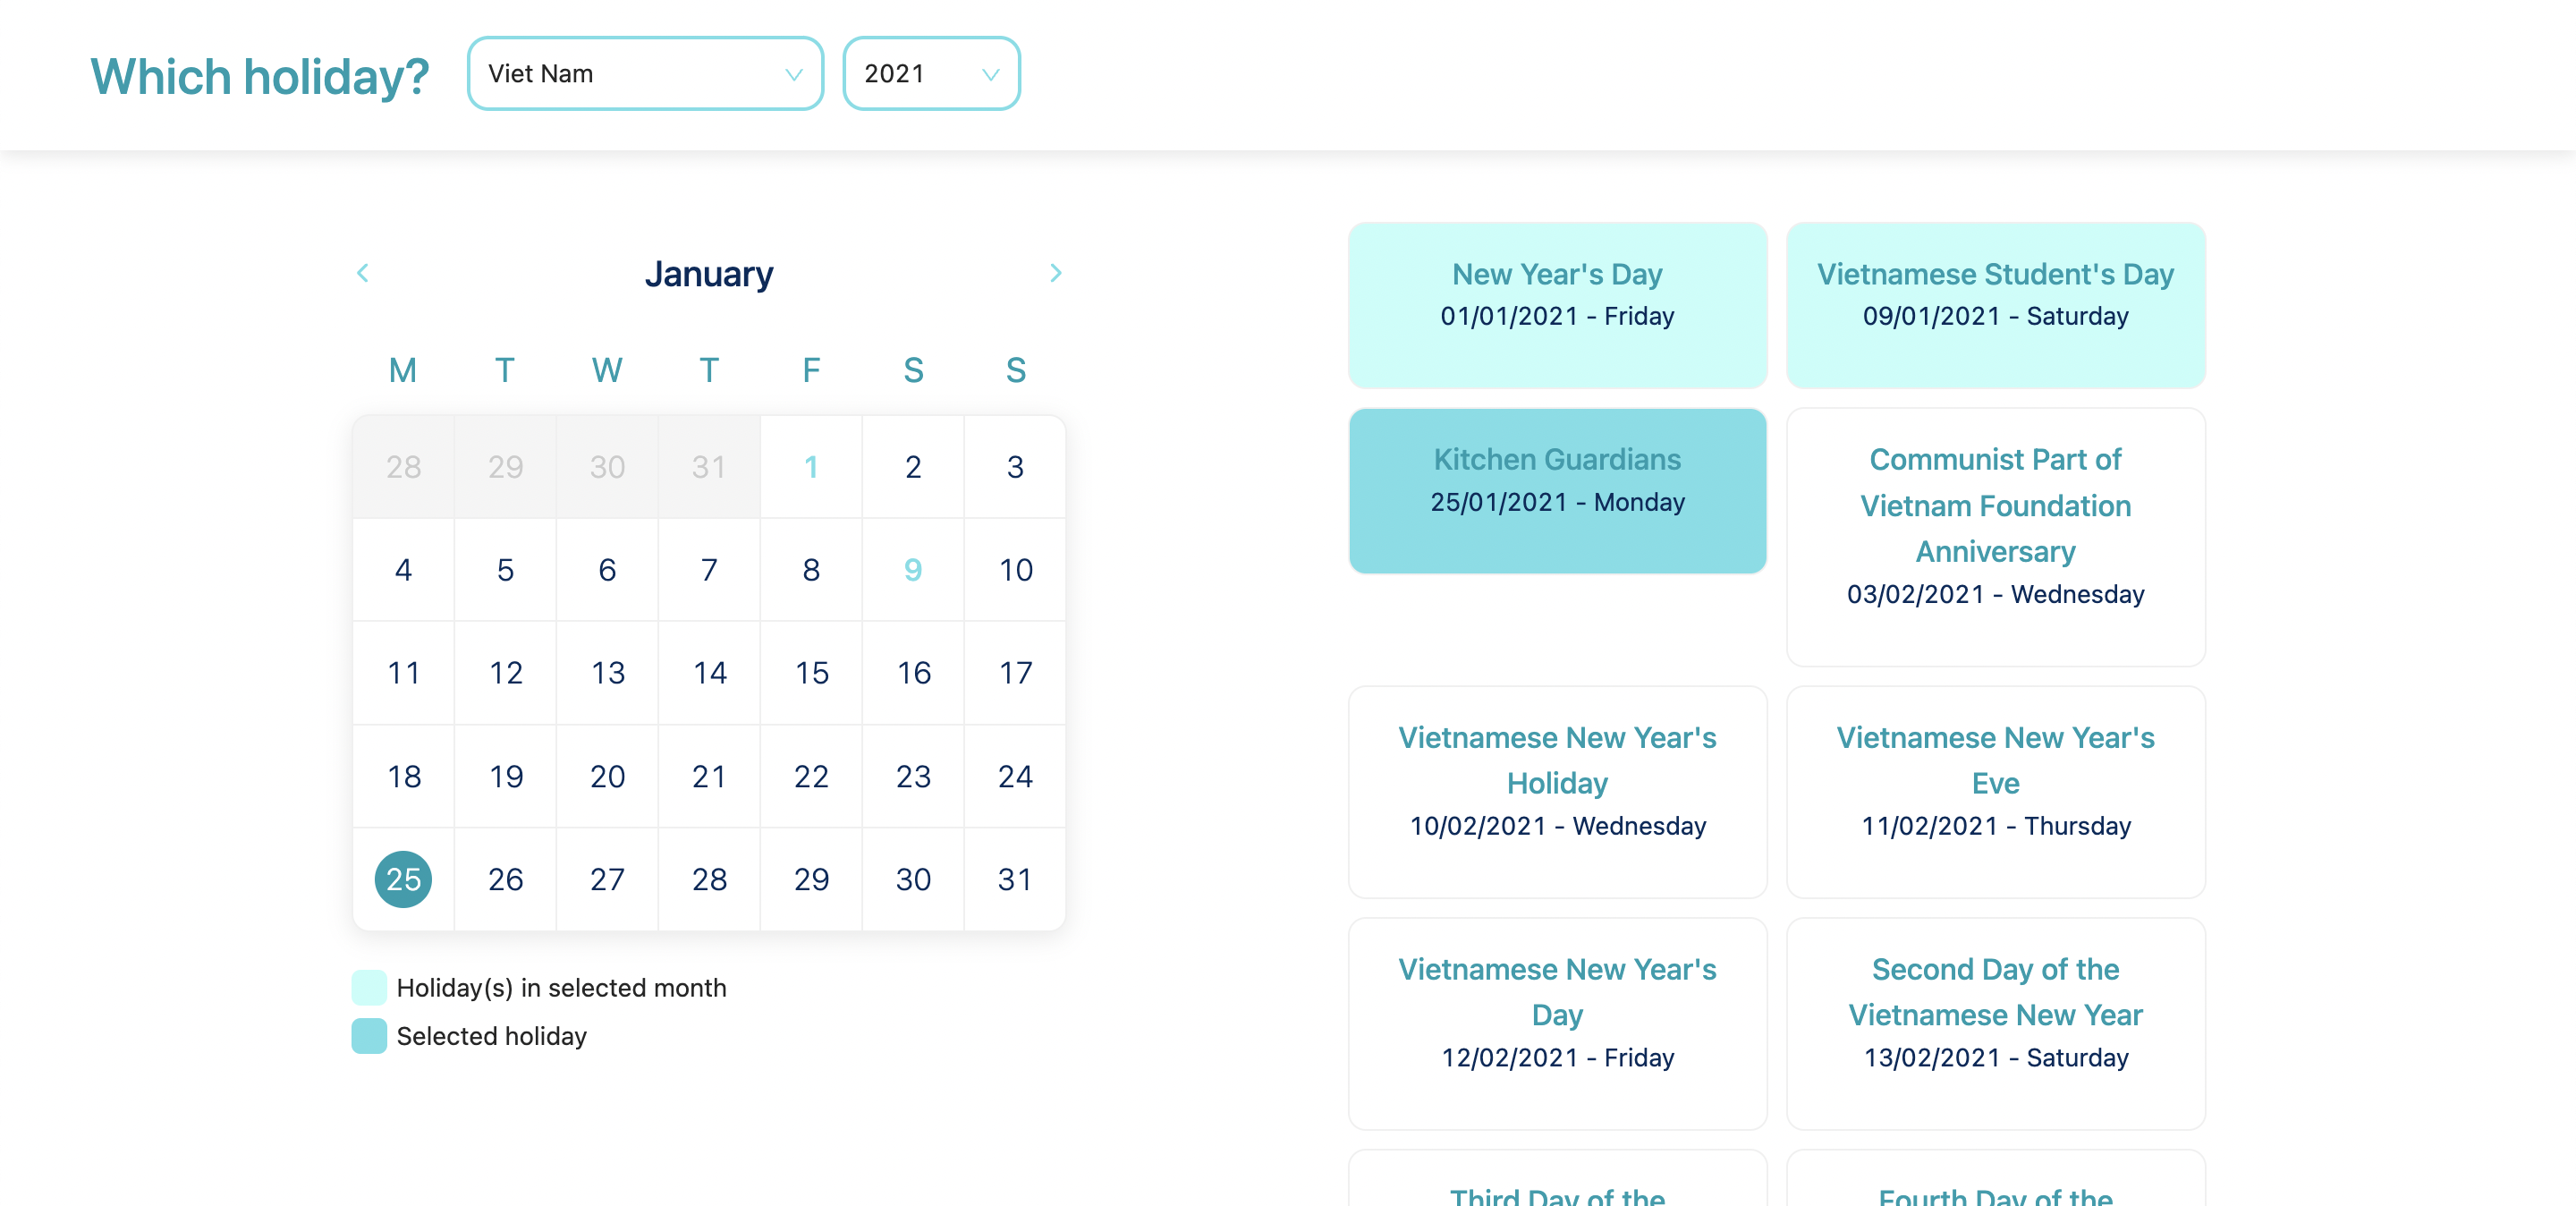 Which holiday?
Viet Nam
2021
January
M T W T F S S
28 29 30 31 1 2 3
4 5 6 7 8 9 10
11 12 13 14 15 16 17
18 19 20 21 22 23 24
25 26 27 28 29 30 31
Holiday(s) in selected month
Selected holiday
New Year's Day
01/01/2021 - Friday
Vietnamese Student's Day
09/01/2021 - Saturday
Kitchen Guardians
25/01/2021 - Monday
Communist Part of
Vietnam Foundation
Anniversary
03/02/2021 - Wednesday
Vietnamese New Year's
Holiday
10/02/2021 - Wednesday
Vietnamese New Year's
Eve
11/02/2021 - Thursday
Vietnamese New Year's
Day
12/02/2021 - Friday
Second Day of the
Vietnamese New Year
13/02/2021 - Saturday
Third Day of the
Fourth Day of the